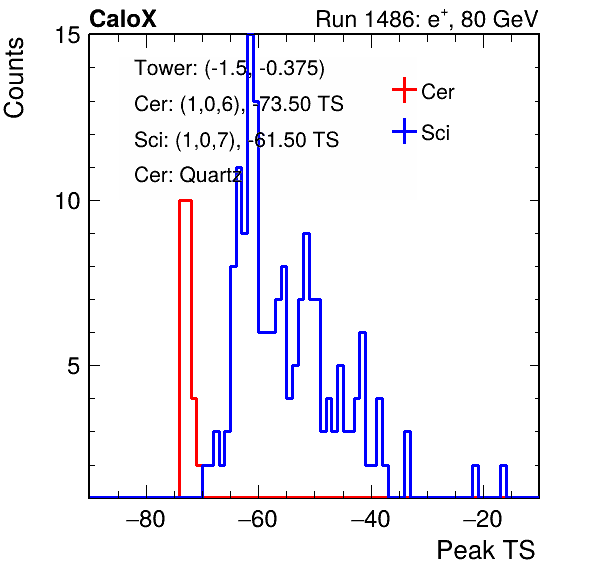 CaloX Run 1486: e⁺, 80 GeV
Counts
15
10
5
Tower: (-1.5, -0.375)
Cer: (1,0,6), -73.50 TS
Sci: (1,0,7), -61.50 TS
Cer: Quartz
Cer
Sci
−80 −60 −40 −20
Peak TS